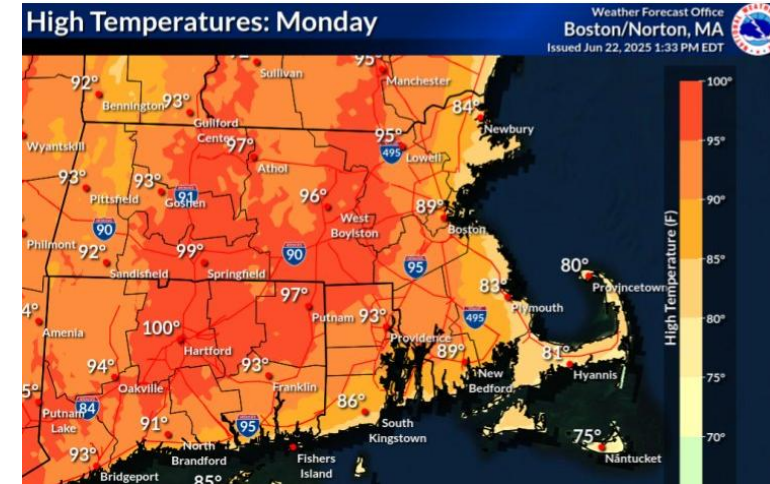 High Temperatures: Monday
Weather Forecast Office
Boston/Norton, MA
Issued Jun 22, 2025 1:33 PM EDT
Sullivan
95°
Manchester
92°
Bennington
93°
Guilford
Center
84°
Newbury
Wyantskill
97°
Athol
95°
495
Lowell
93°
Pittsfield
93°
Goshen
91
96°
West
Boylston
89°
Boston
90
Philmont
92°
Sandisfield
99°
Springfield
90
95
80°
Provincetown
83°
Plymouth
4°
Amenia
97°
Putnam
93°
Providence
495
100°
Hartford
94°
Oakville
93°
Franklin
89°
New
Bedford
81°
Hyannis
5°
Putnam
Lake
84
91°
North
Brandford
95
86°
South
Kingstown
75°
Nantucket
93°
Bridgeport
85°
Fishers
Island
High Temperature (F)
100°
95°
90°
85°
80°
75°
70°